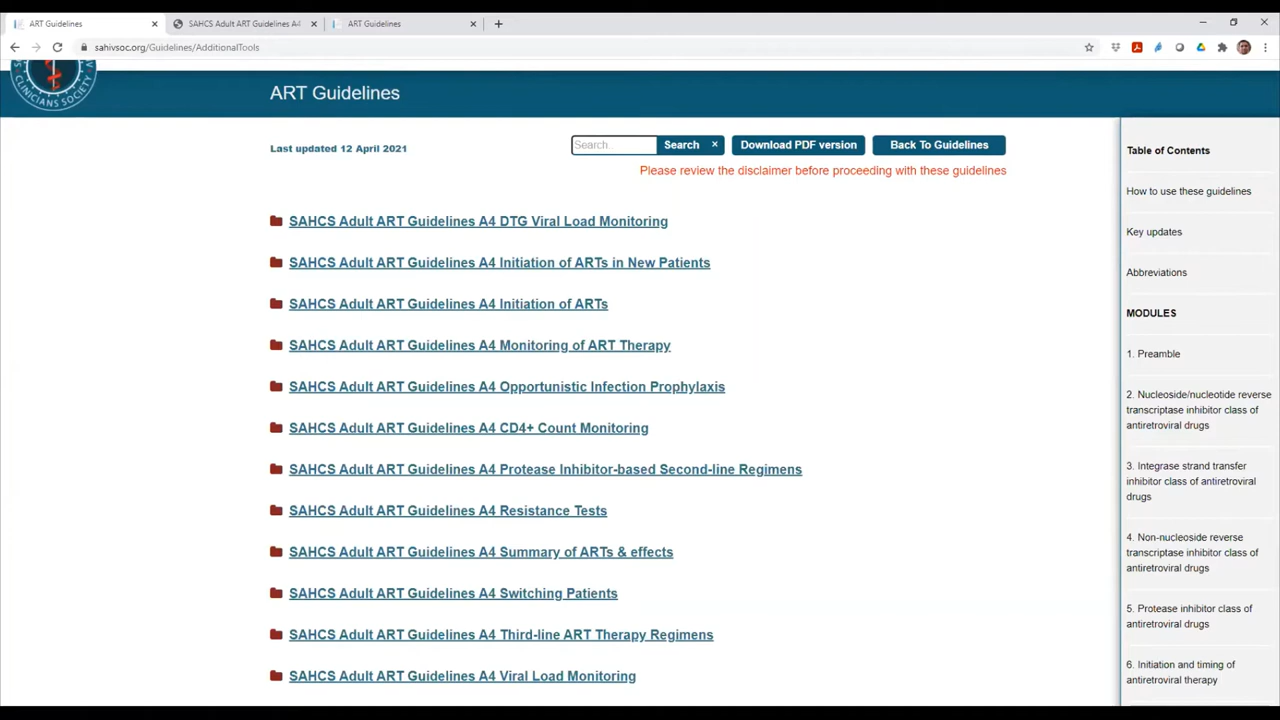 ART Guidelines
SAHCS Adult ART Guidelines A4
ART Guidelines
sahivsoc.org/Guidelines/AdditionalTools
CLINICIANS SOCIETY
ART Guidelines
Last updated 12 April 2021
Search..
Search ×
Download PDF version
Back To Guidelines
Please review the disclaimer before proceeding with these guidelines
SAHCS Adult ART Guidelines A4 DTG Viral Load Monitoring
SAHCS Adult ART Guidelines A4 Initiation of ARTs in New Patients
SAHCS Adult ART Guidelines A4 Initiation of ARTs
SAHCS Adult ART Guidelines A4 Monitoring of ART Therapy
SAHCS Adult ART Guidelines A4 Opportunistic Infection Prophylaxis
SAHCS Adult ART Guidelines A4 CD4+ Count Monitoring
SAHCS Adult ART Guidelines A4 Protease Inhibitor-based Second-line Regimens
SAHCS Adult ART Guidelines A4 Resistance Tests
SAHCS Adult ART Guidelines A4 Summary of ARTs & effects
SAHCS Adult ART Guidelines A4 Switching Patients
SAHCS Adult ART Guidelines A4 Third-line ART Therapy Regimens
SAHCS Adult ART Guidelines A4 Viral Load Monitoring
Table of Contents
How to use these guidelines
Key updates
Abbreviations
MODULES
1. Preamble
2. Nucleoside/nucleotide reverse
transcriptase inhibitor class of
antiretroviral drugs
3. Integrase strand transfer
inhibitor class of antiretroviral
drugs
4. Non-nucleoside reverse
transcriptase inhibitor class of
antiretroviral drugs
5. Protease inhibitor class of
antiretroviral drugs
6. Initiation and timing of
antiretroviral therapy